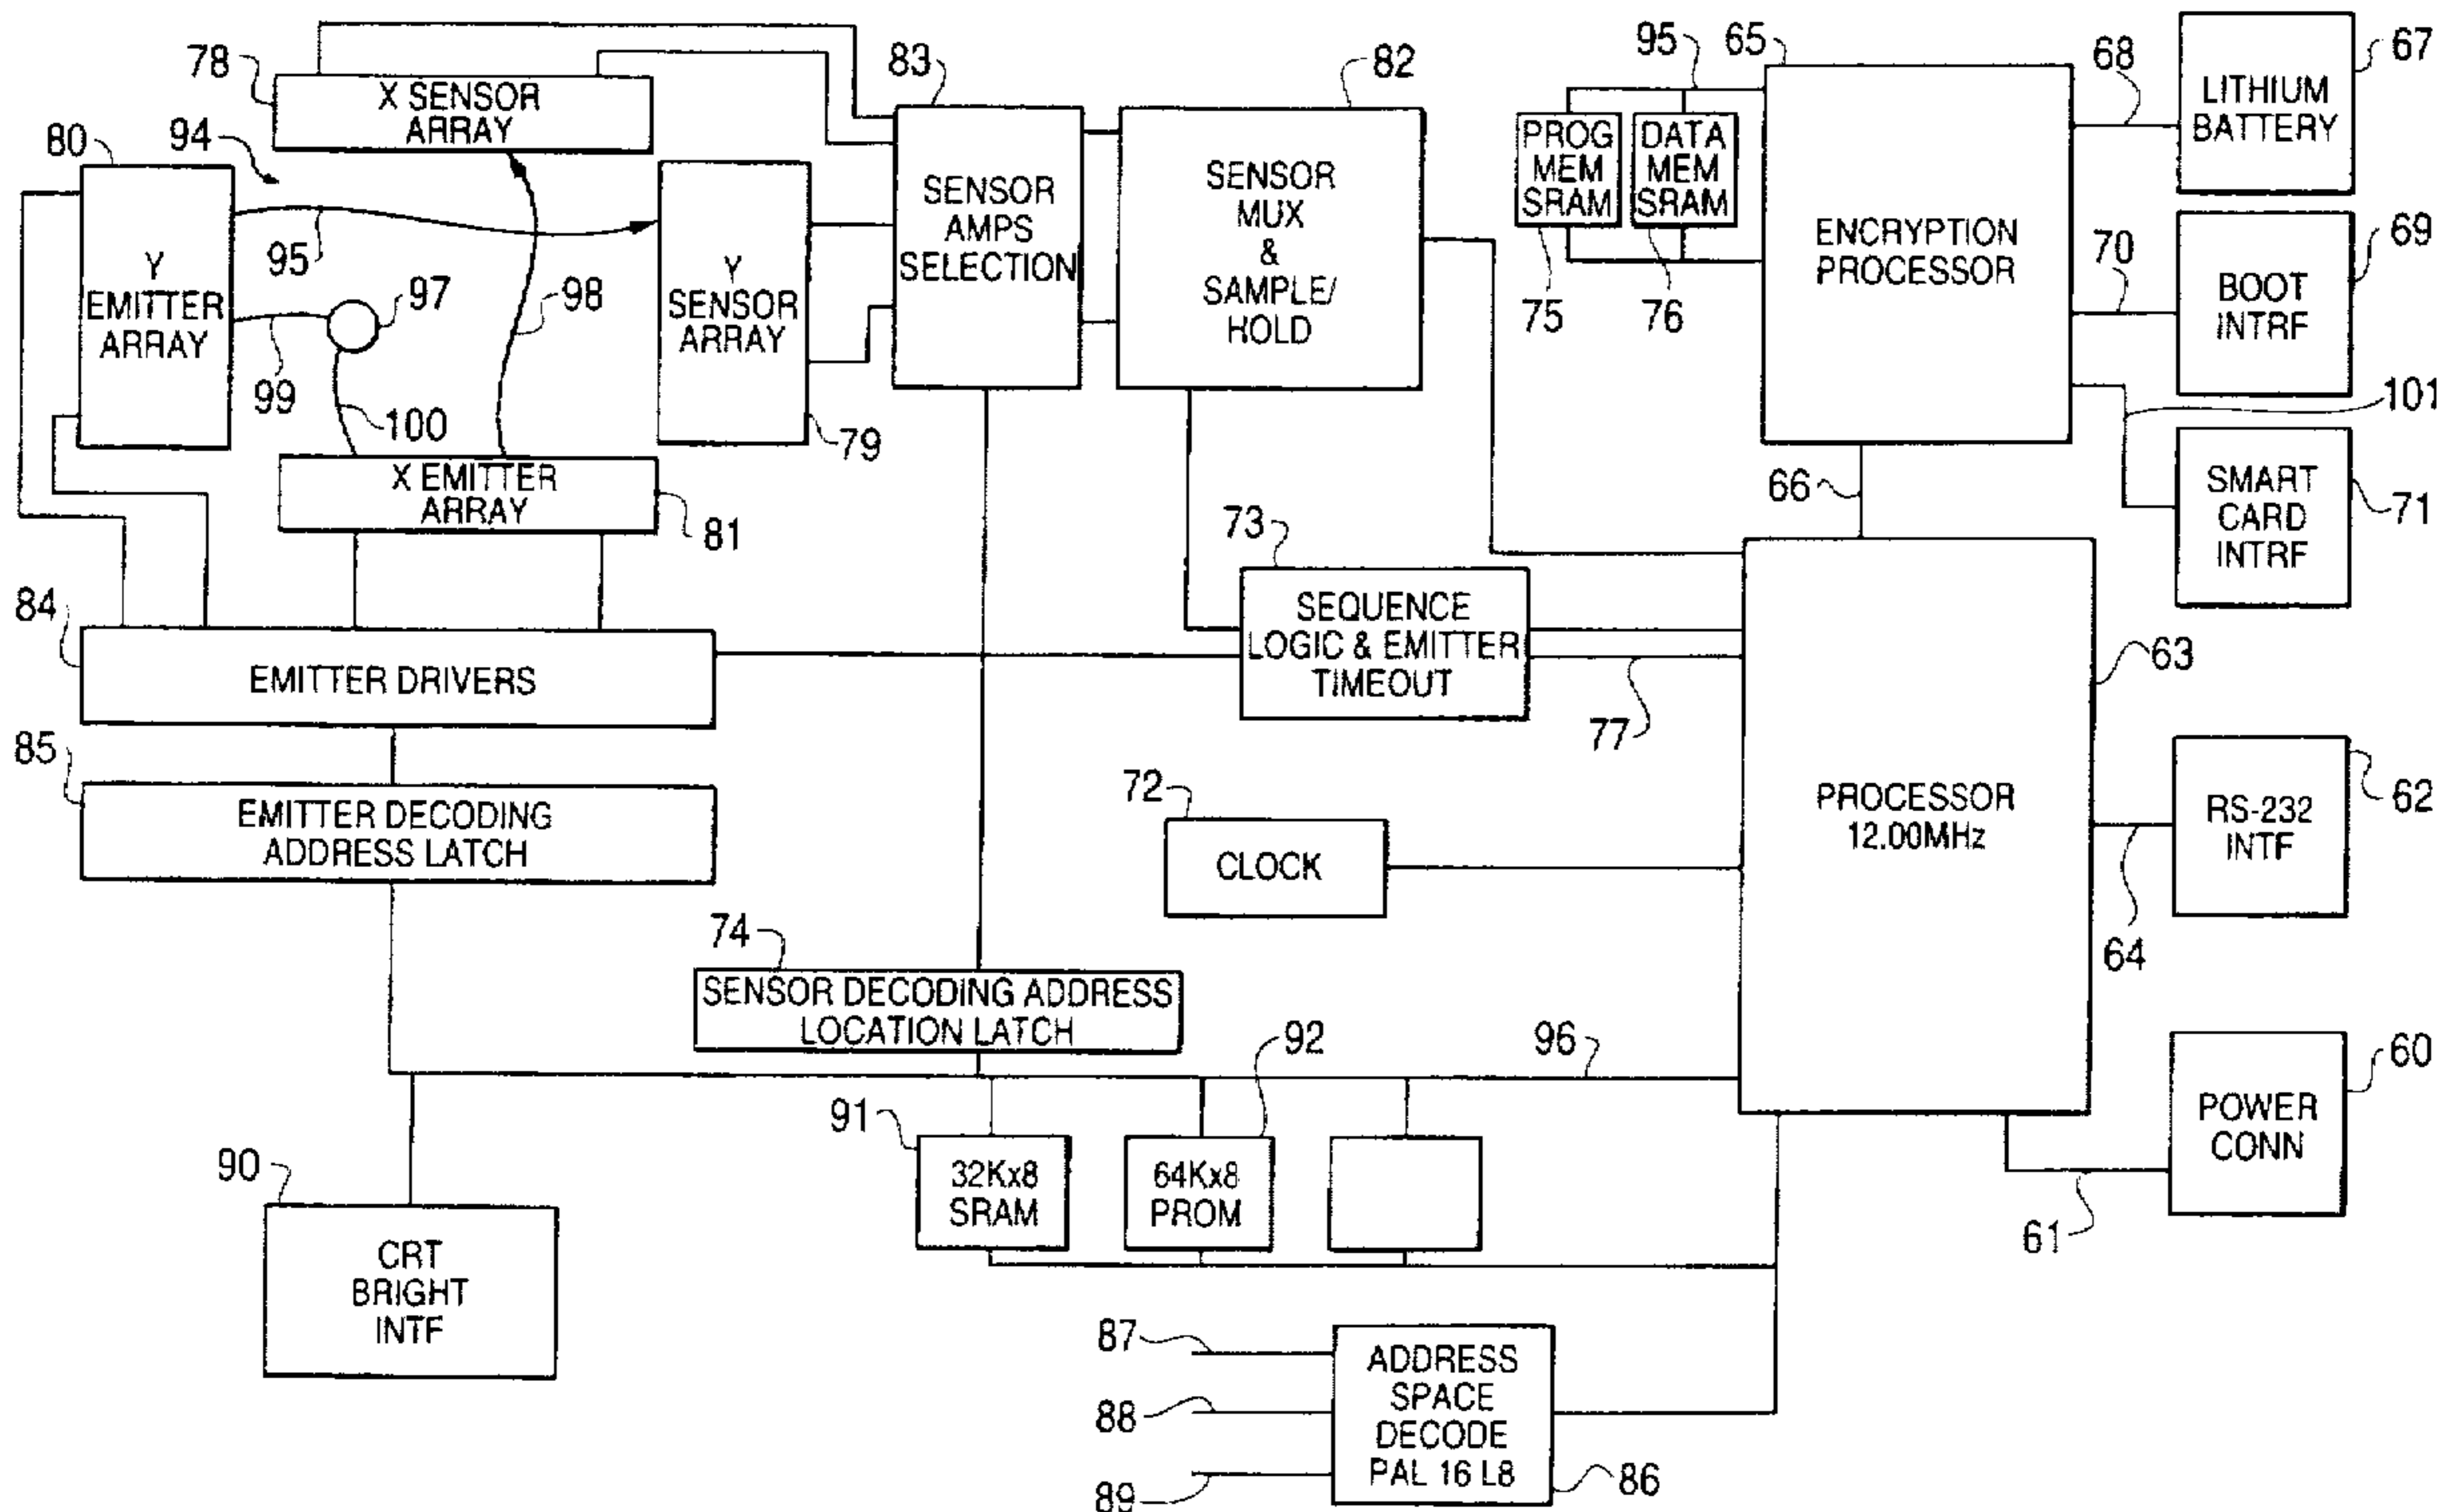 78
X SENSOR
ARRAY
80
94
Y
EMITTER
ARRAY
95
99
97
100
98
Y
SENSOR
ARRAY
79
X EMITTER
ARRAY
81
83
SENSOR
AMPS
SELECTION
82
SENSOR
MUX
&
SAMPLE/
HOLD
95
65
PROG
MEM
SRAM
DATA
MEM
SRAM
75
76
ENCRYPTION
PROCESSOR
68
67
LITHIUM
BATTERY
70
69
BOOT
INTRF
101
SMART
CARD
INTRF
71
66
84
EMITTER DRIVERS
73
SEQUENCE
LOGIC & EMITTER
TIMEOUT
77
63
PROCESSOR
12.00MHz
85
EMITTER DECODING
ADDRESS LATCH
72
CLOCK
62
RS-232
INTF
64
74
SENSOR DECODING ADDRESS
LOCATION LATCH
96
60
POWER
CONN
61
90
CRT
BRIGHT
INTF
91
32Kx8
SRAM
92
64Kx8
PROM
87
88
89
ADDRESS
SPACE
DECODE
PAL 16 L8
86